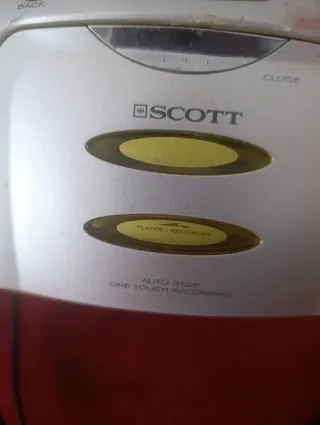 BACK
CLOSE
SCOTT
PLAYER · RECORDER
AUTO STOP
ONE TOUCH RECORDING